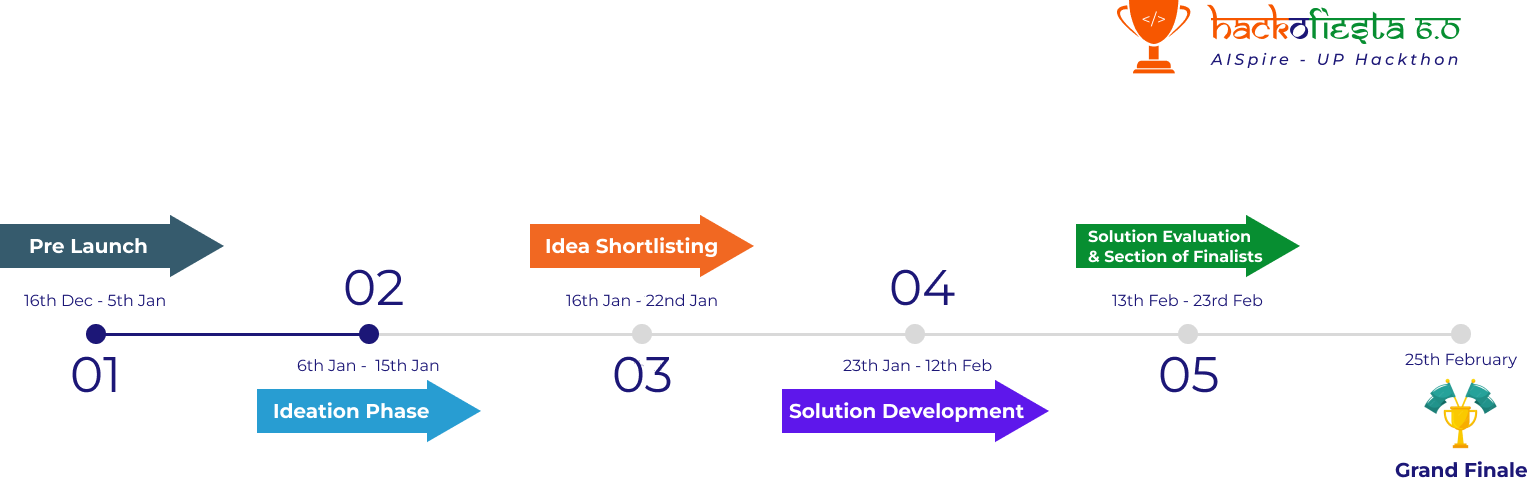 </>
hackofiesta 6.0
AISpire - UP Hackthon
Pre Launch
16th Dec - 5th Jan
01
02
6th Jan - 15th Jan
Ideation Phase
Idea Shortlisting
16th Jan - 22nd Jan
03
04
23th Jan - 12th Feb
Solution Development
Solution Evaluation
& Section of Finalists
13th Feb - 23rd Feb
05
25th February
Grand Finale